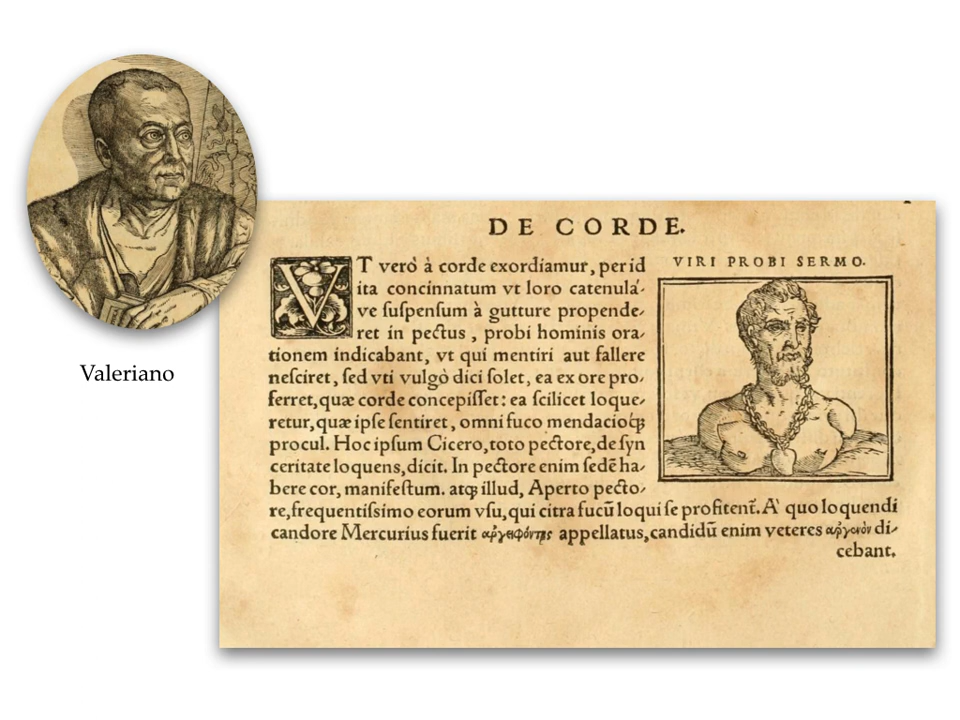 Valeriano
DE CORDE.
VIRI PROBI SERMO.
VT verò à corde exordiamur, per id
ita concinnatum vt loro catenulá-
ve ſuſpenſum à gutture propende-
ret in pectus, probi hominis ora-
tionem indicabant, vt qui mentiri aut fallere
neſciret, ſed vti vulgò dici ſolet, ea ex ore pro-
ferret, quæ corde concepiſſet: ea ſcilicet loque-
retur, quæ ipſe ſentiret, omni fuco mendacioq́;
procul. Hoc ipſum Cicero, toto pectore, de ſyn
ceritate loquens, dicit. In pectore enim ſedē ha-
bere cor, manifeſtum. atq; illud, Aperto pecto-
re, frequentiſsimo eorum vſu, qui citra fucū loqui ſe profitent. A' quo loquendi
candore Mercurius fuerit ἀργειφόντης appellatus, candidū enim veteres ἀργονὸν di-
cebant.